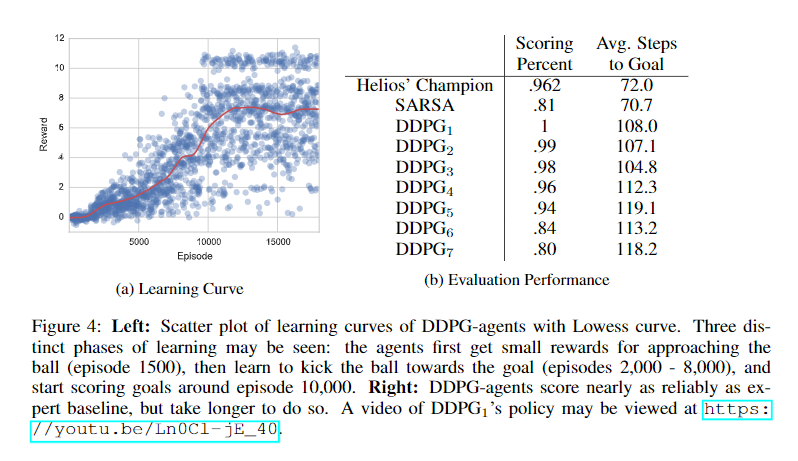 12
10
8
6
4
2
0
Reward
5000 10000 15000
Episode
(a) Learning Curve
Scoring Avg. Steps
Percent to Goal
Helios' Champion .962 72.0
SARSA .81 70.7
DDPG₁ 1 108.0
DDPG₂ .99 107.1
DDPG₃ .98 104.8
DDPG₄ .96 112.3
DDPG₅ .94 119.1
DDPG₆ .84 113.2
DDPG₇ .80 118.2
(b) Evaluation Performance
Figure 4: Left: Scatter plot of learning curves of DDPG-agents with Lowess curve. Three dis-
tinct phases of learning may be seen: the agents first get small rewards for approaching the
ball (episode 1500), then learn to kick the ball towards the goal (episodes 2,000 - 8,000), and
start scoring goals around episode 10,000. Right: DDPG-agents score nearly as reliably as ex-
pert baseline, but take longer to do so. A video of DDPG₁'s policy may be viewed at https:
//youtu.be/Ln0Cl-jE_40.